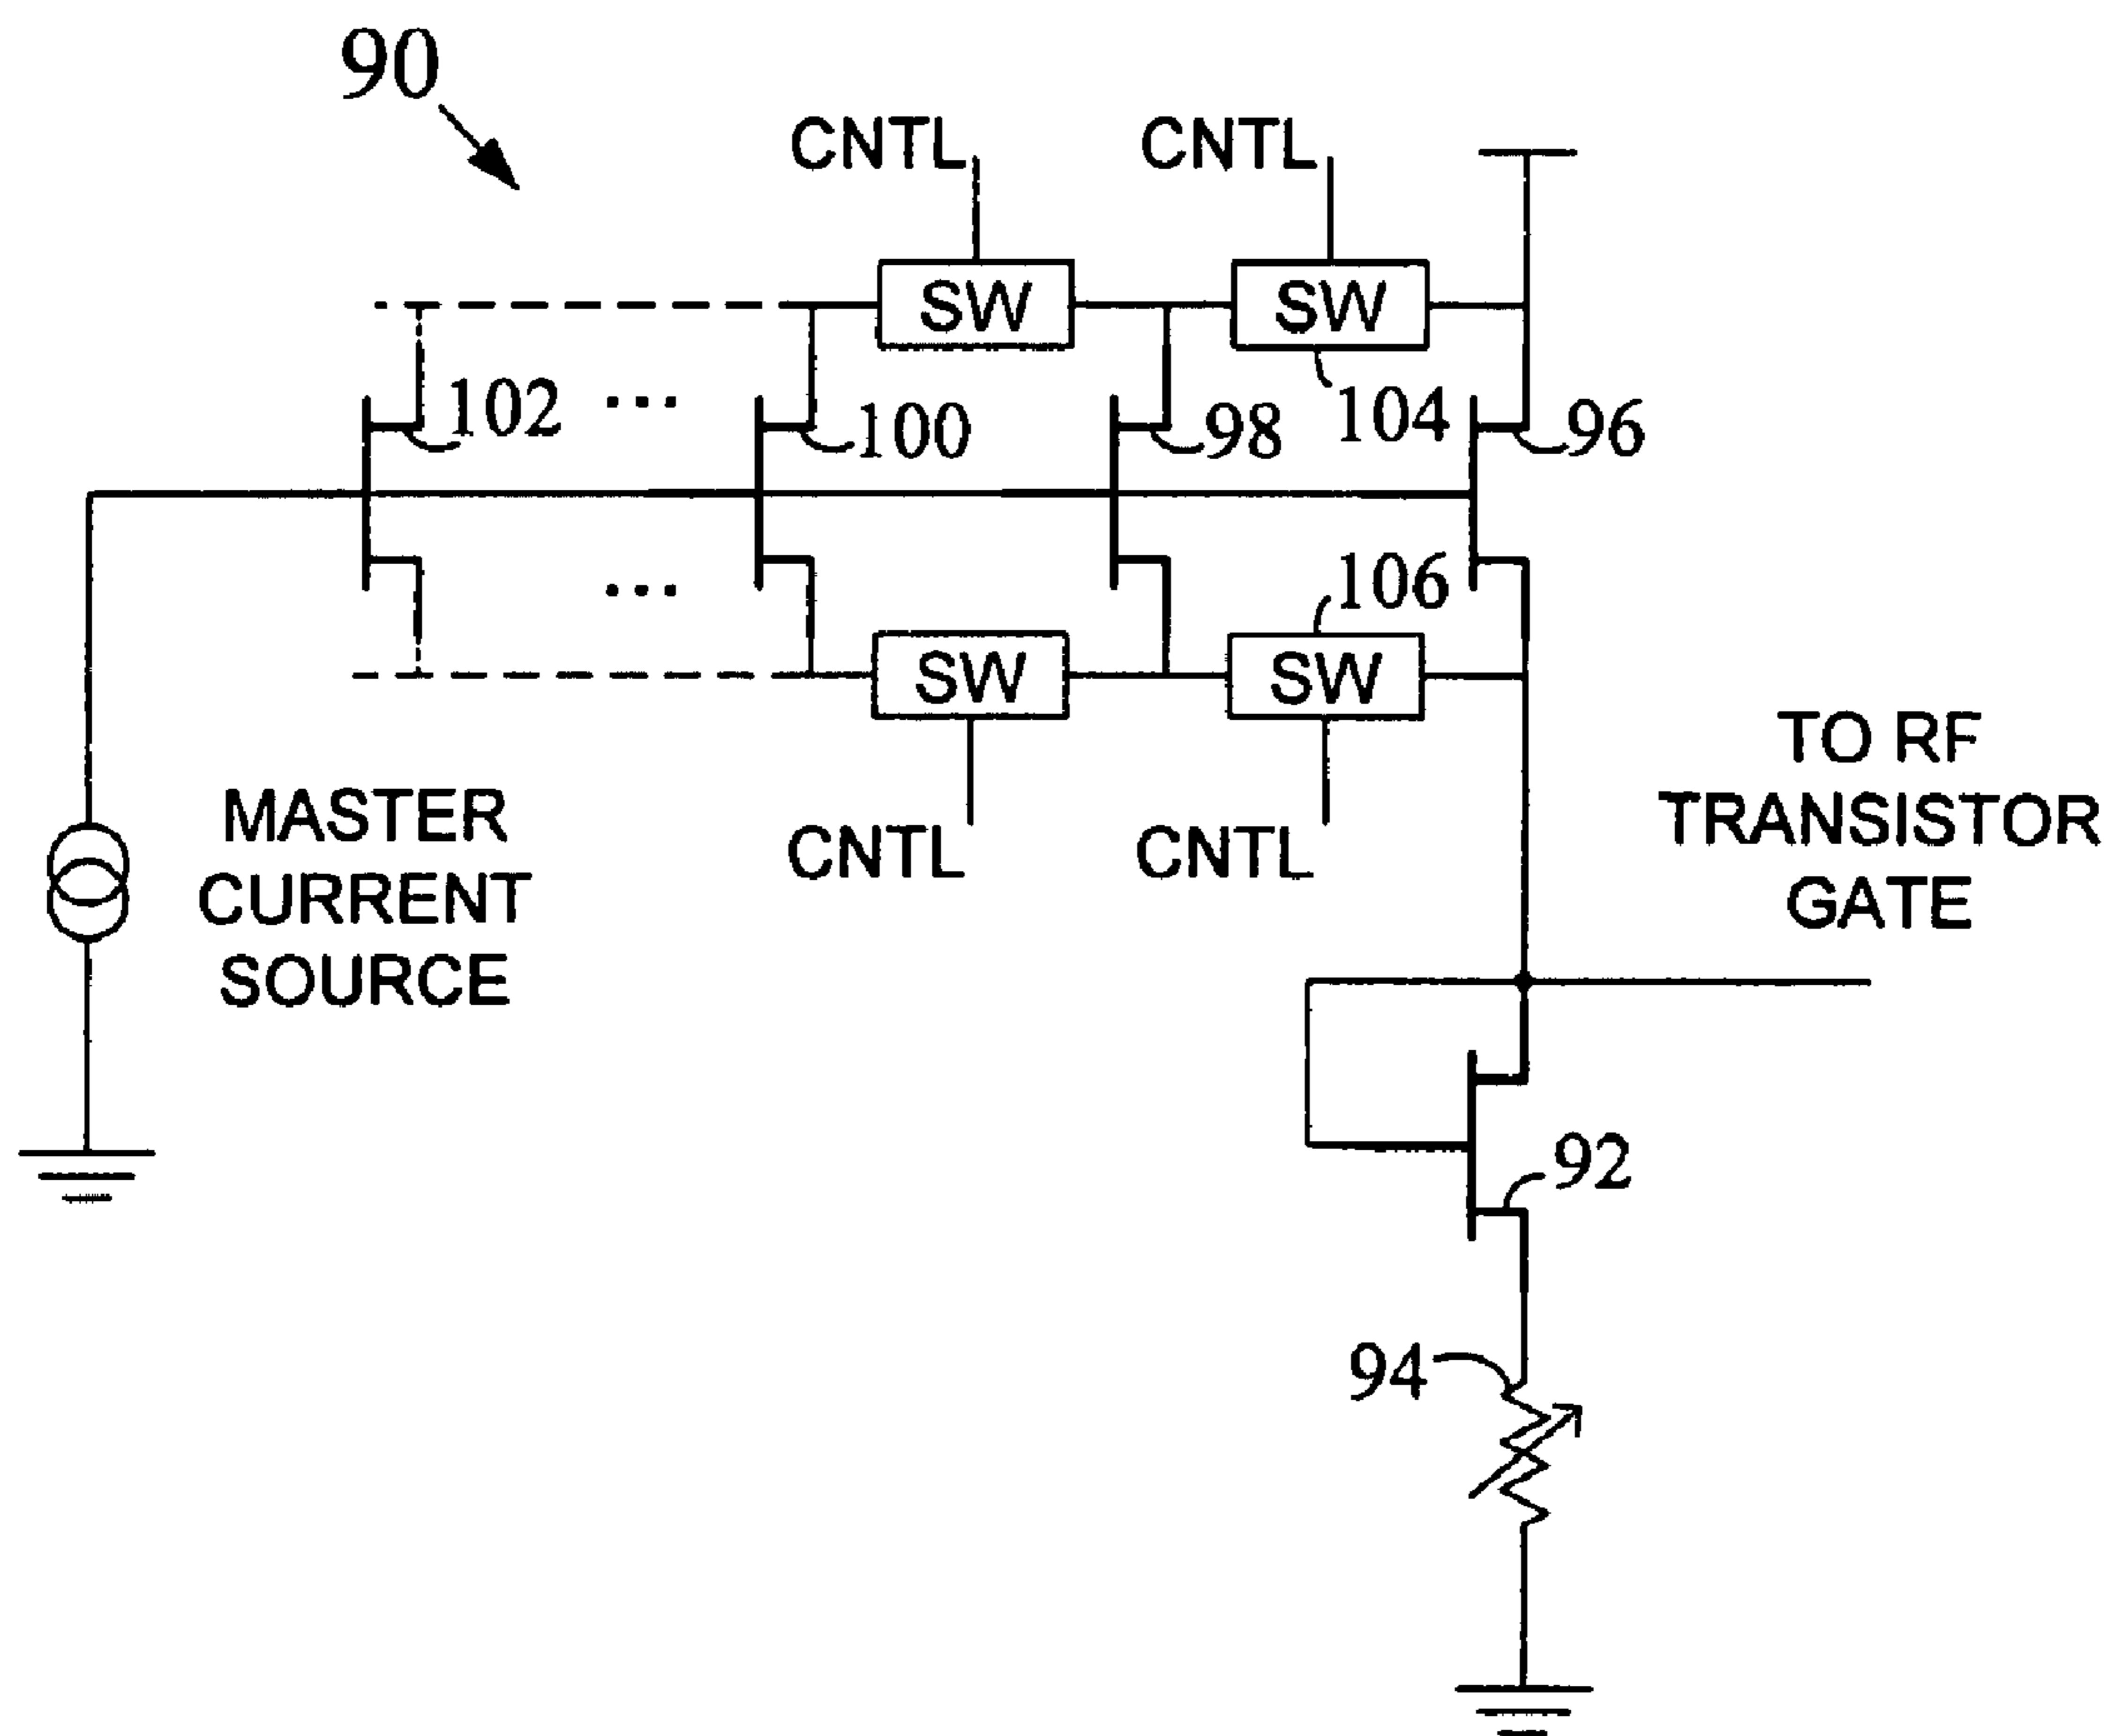 90
CNTL
CNTL
SW
SW
102
...
100
98
104
96
...
106
SW
SW
CNTL
CNTL
MASTER
CURRENT
SOURCE
TO RF
TRANSISTOR
GATE
92
94